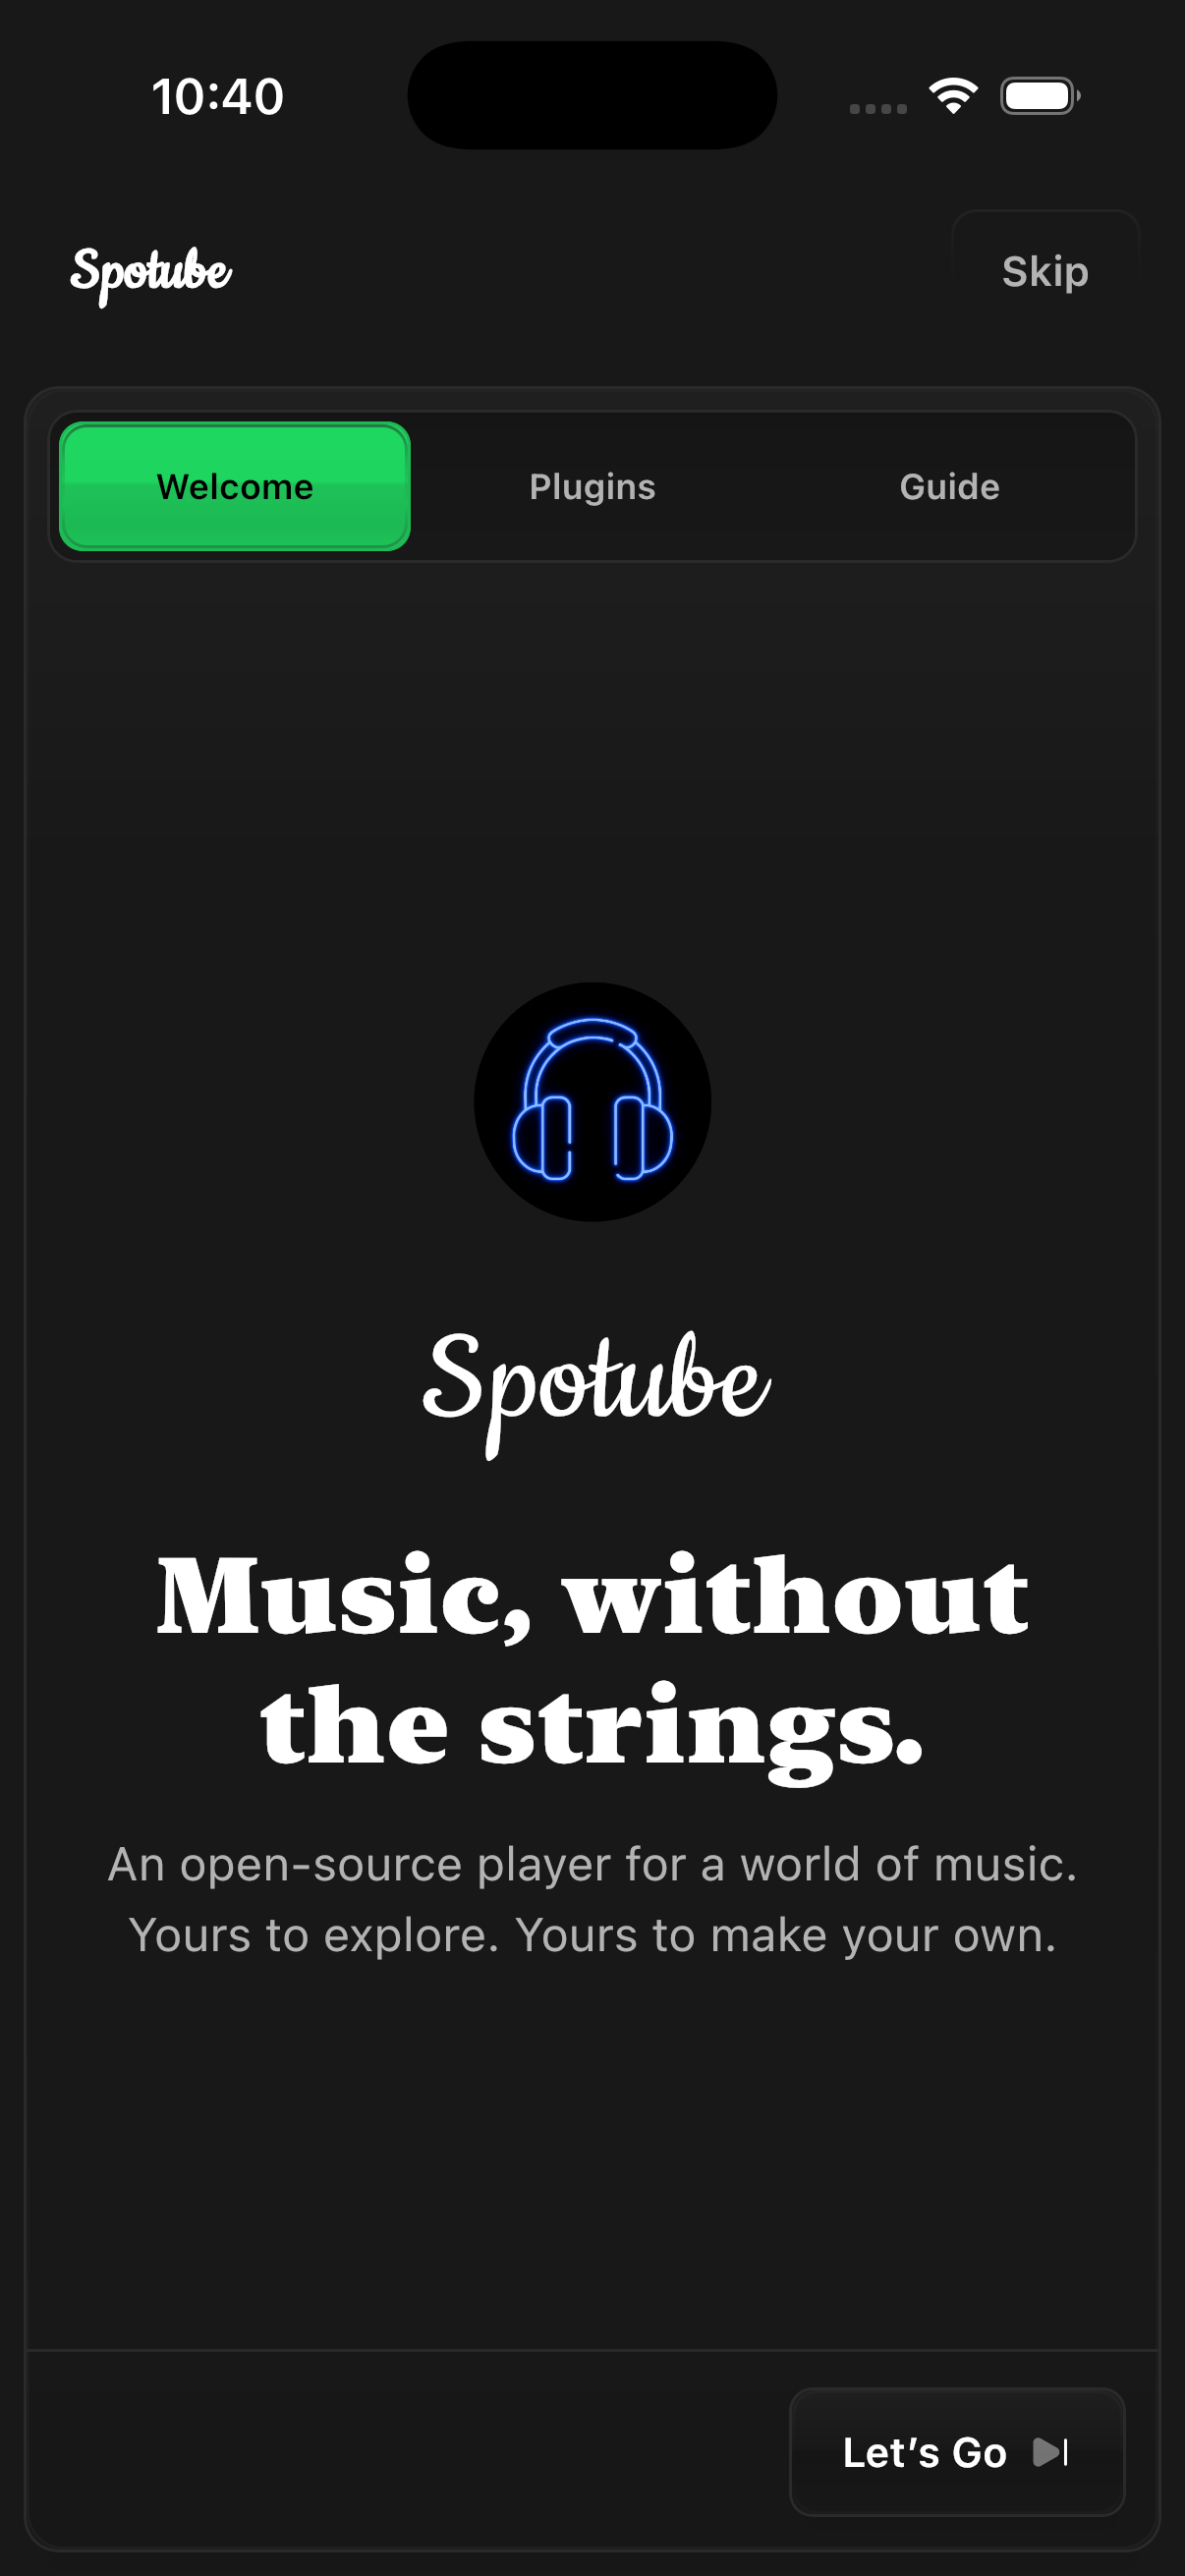 10:40
Spotube
Skip
Welcome
Plugins
Guide
Spotube
Music, without
the strings.
An open-source player for a world of music.
Yours to explore. Yours to make your own.
Let’s Go